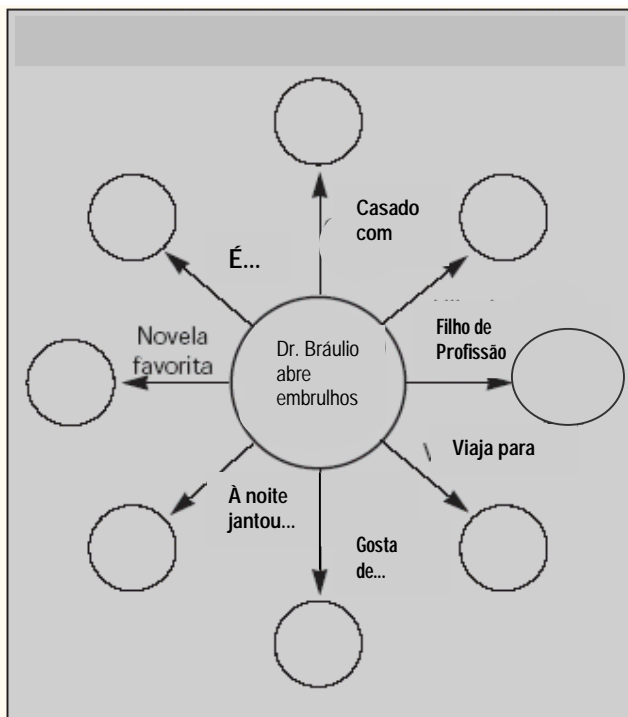 Casado
com
É...
Filho de
Profissão
Novela
favorita
Dr. Bráulio
abre
embrulhos
Viaja para
À noite
jantou...
Gosta
de...